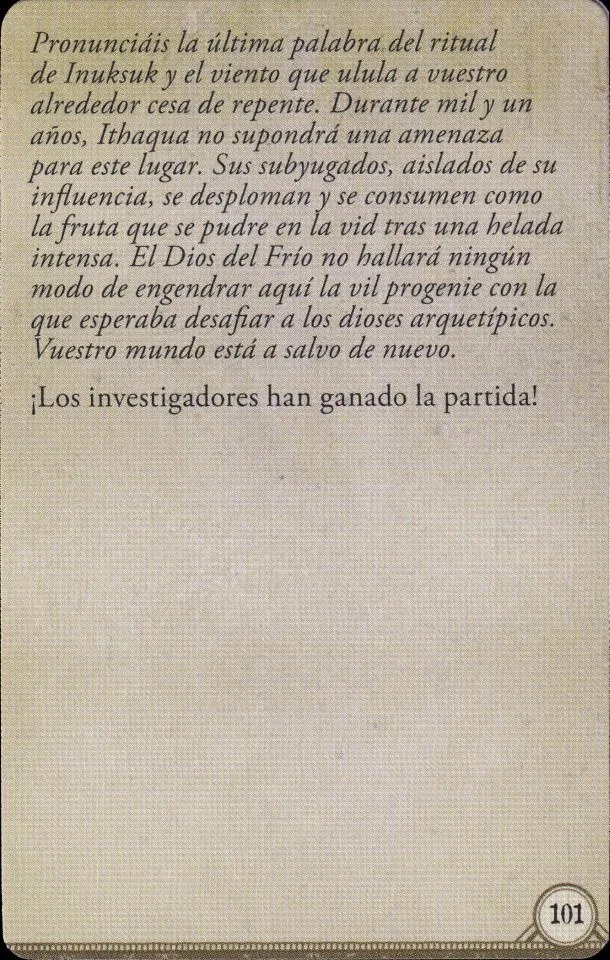 Pronunciáis la última palabra del ritual
de Inuksuk y el viento que ulula a vuestro
alrededor cesa de repente. Durante mil y un
años, Ithaqua no supondrá una amenaza
para este lugar. Sus subyugados, aislados de su
influencia, se desploman y se consumen como
la fruta que se pudre en la vid tras una helada
intensa. El Dios del Frío no hallará ningún
modo de engendrar aquí la vil progenie con la
que esperaba desafiar a los dioses arquetípicos.
Vuestro mundo está a salvo de nuevo.
¡Los investigadores han ganado la partida!
101